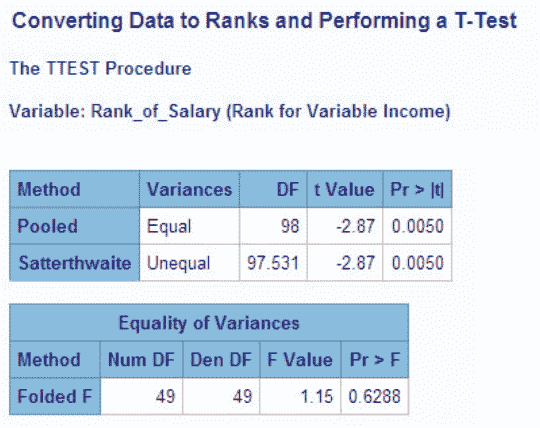 Converting Data to Ranks and Performing a T-Test
The TTEST Procedure
Variable: Rank_of_Salary (Rank for Variable Income)
Method Variances DF t Value Pr > |t|
Pooled Equal 98 -2.87 0.0050
Satterthwaite Unequal 97.531 -2.87 0.0050
Equality of Variances
Method Num DF Den DF F Value Pr > F
Folded F 49 49 1.15 0.6288